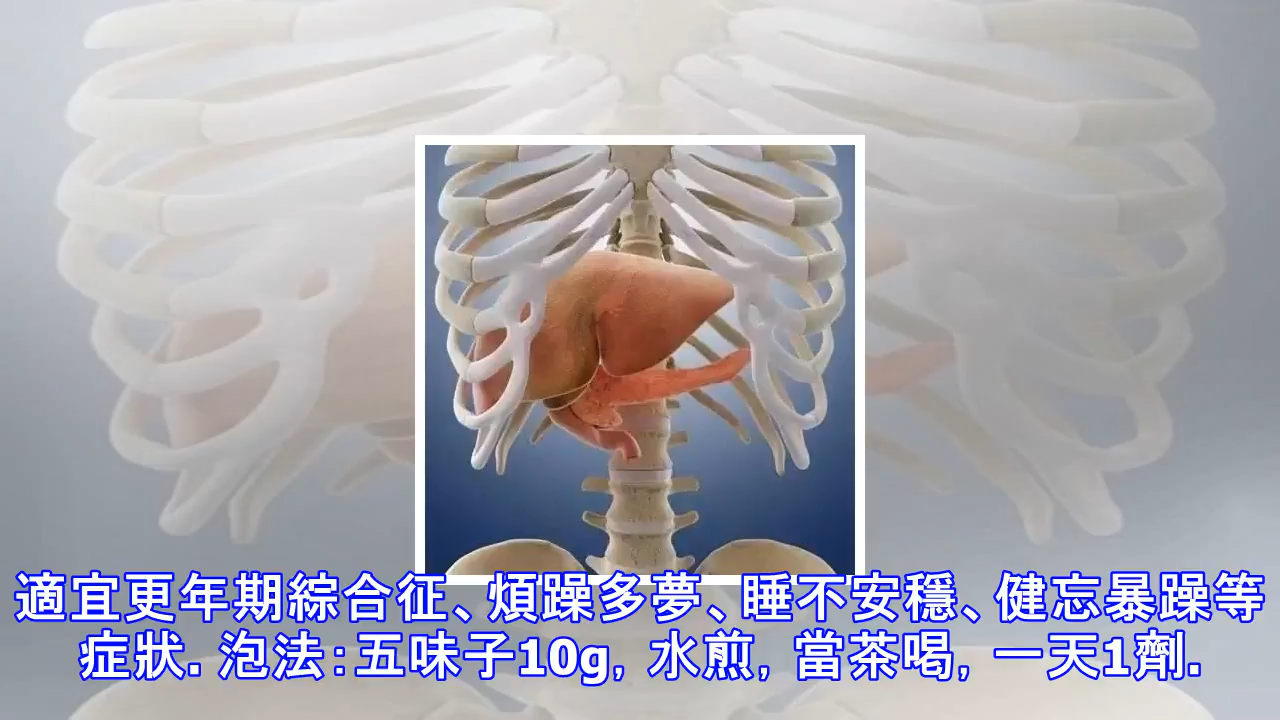 適宜更年期綜合征、煩躁多夢、睡不安穩、健忘暴躁等
症狀.泡法:五味子10g, 水煎, 當茶喝, 一天1劑.